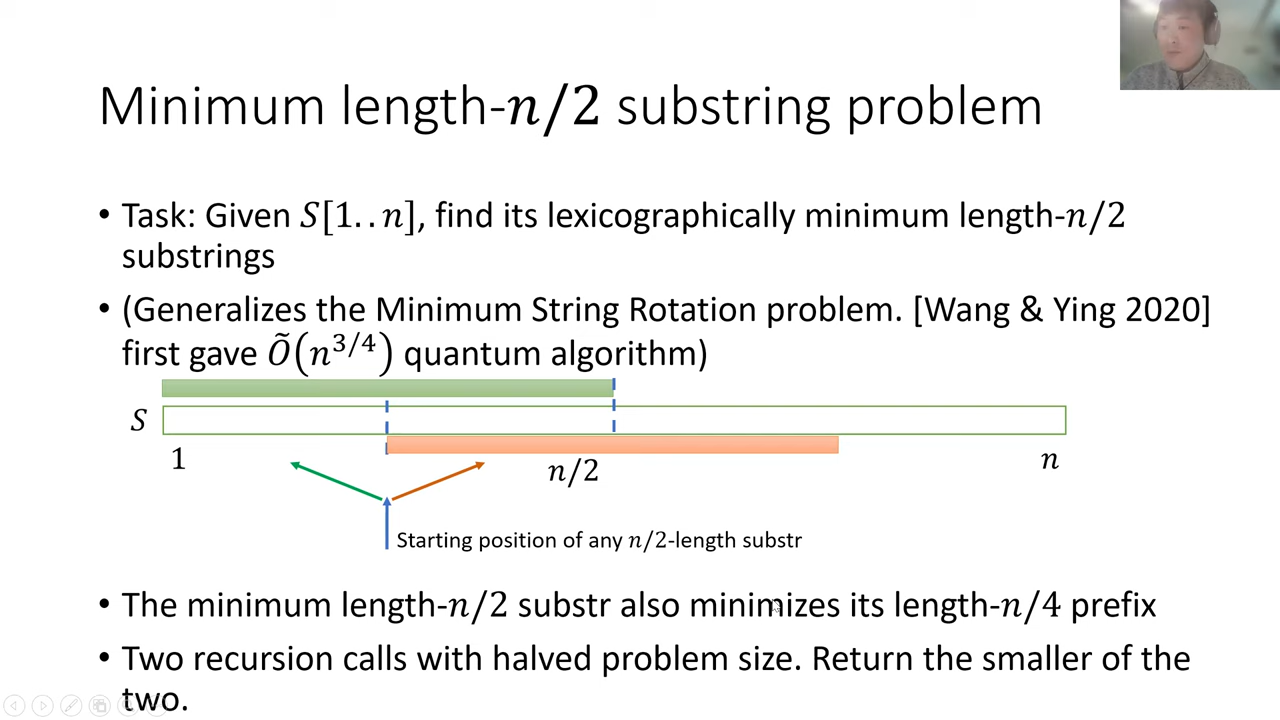 Minimum length-n/2 substring problem
• Task: Given S[1..n], find its lexicographically minimum length-n/2
substrings
• (Generalizes the Minimum String Rotation problem. [Wang & Ying 2020]
first gave Õ(n^{3/4}) quantum algorithm)
S
1
n/2
n
Starting position of any n/2-length substr
• The minimum length-n/2 substr also minimizes its length-n/4 prefix
• Two recursion calls with halved problem size. Return the smaller of the
two.